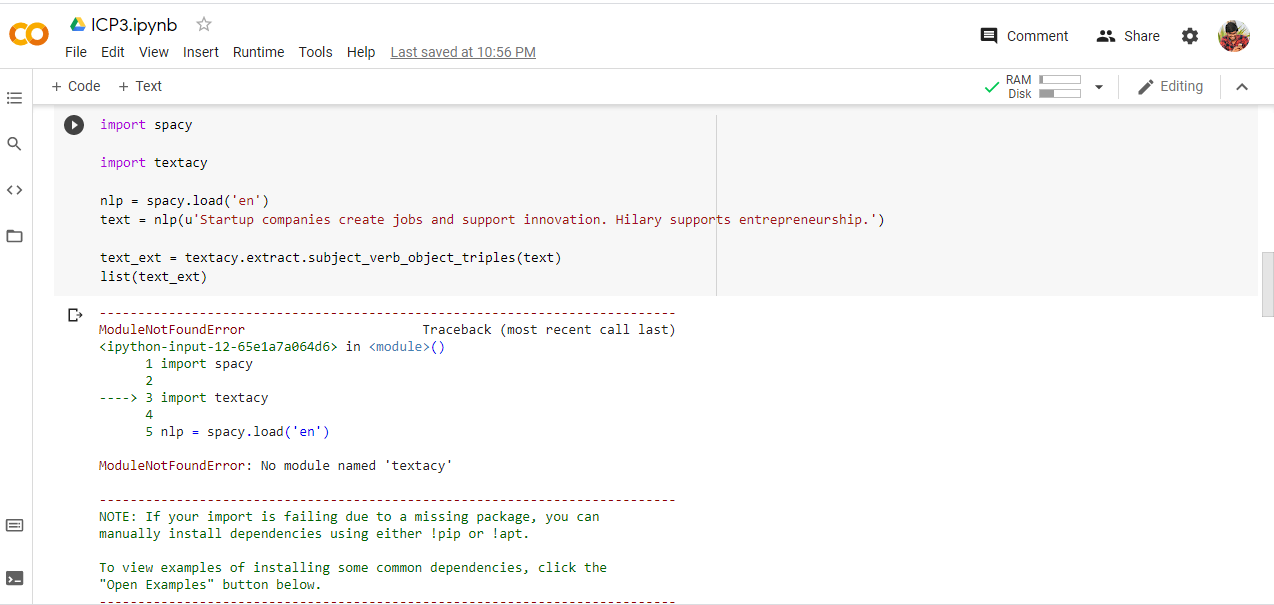 ICP3.ipynb
Comment
Share
File Edit View Insert Runtime Tools Help Last saved at 10:56 PM
+ Code + Text
RAM
Disk
Editing
import spacy
import textacy
nlp = spacy.load('en')
text = nlp(u'Startup companies create jobs and support innovation. Hilary supports entrepreneurship.')
text_ext = textacy.extract.subject_verb_object_triples(text)
list(text_ext)
---------------------------------------------------------------------------
ModuleNotFoundError                       Traceback (most recent call last)
<ipython-input-12-65e1a7a064d6> in <module>()
      1 import spacy
      2
----> 3 import textacy
      4
      5 nlp = spacy.load('en')
ModuleNotFoundError: No module named 'textacy'
---------------------------------------------------------------------------
NOTE: If your import is failing due to a missing package, you can
manually install dependencies using either !pip or !apt.
To view examples of installing some common dependencies, click the
"Open Examples" button below.
---------------------------------------------------------------------------